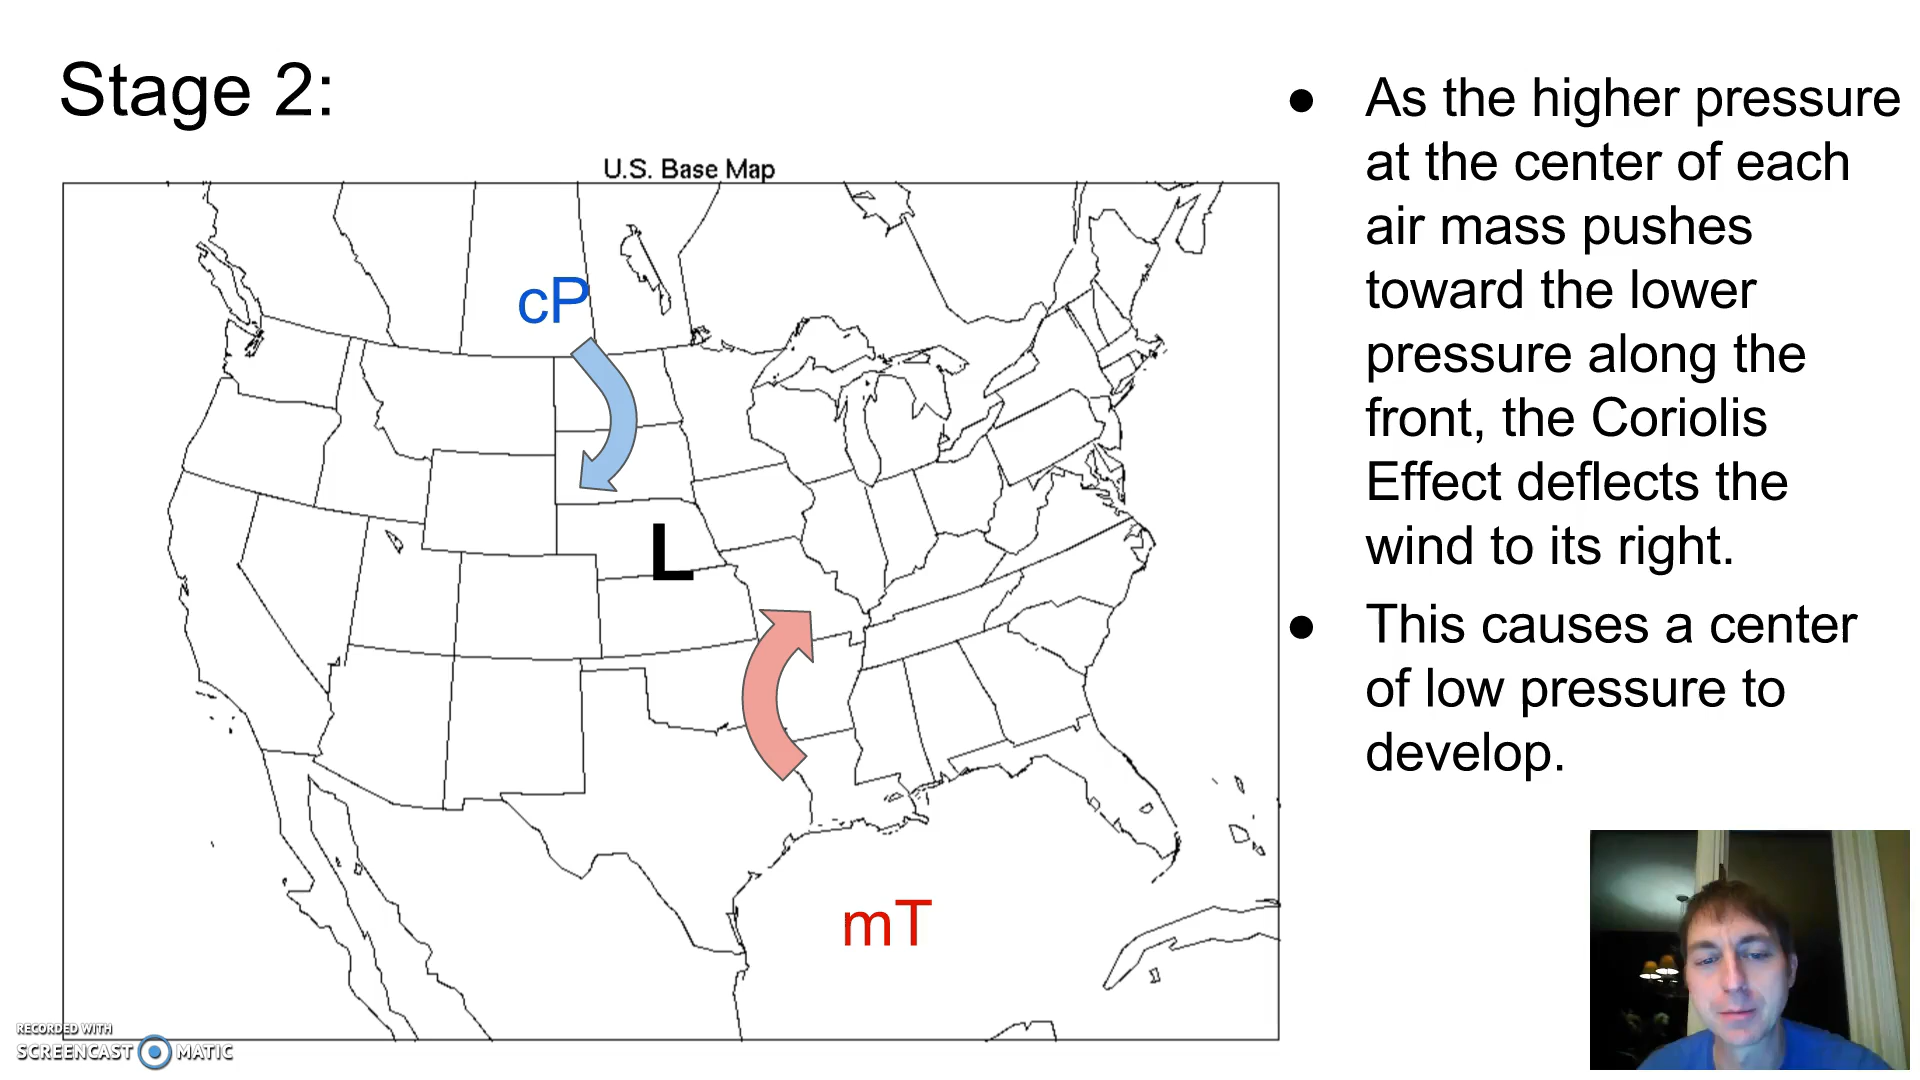 Stage 2:
U.S. Base Map
cP
L
mT
● As the higher pressure
at the center of each
air mass pushes
toward the lower
pressure along the
front, the Coriolis
Effect deflects the
wind to its right.
● This causes a center
of low pressure to
develop.
RECORDED WITH
SCREENCAST MATIC